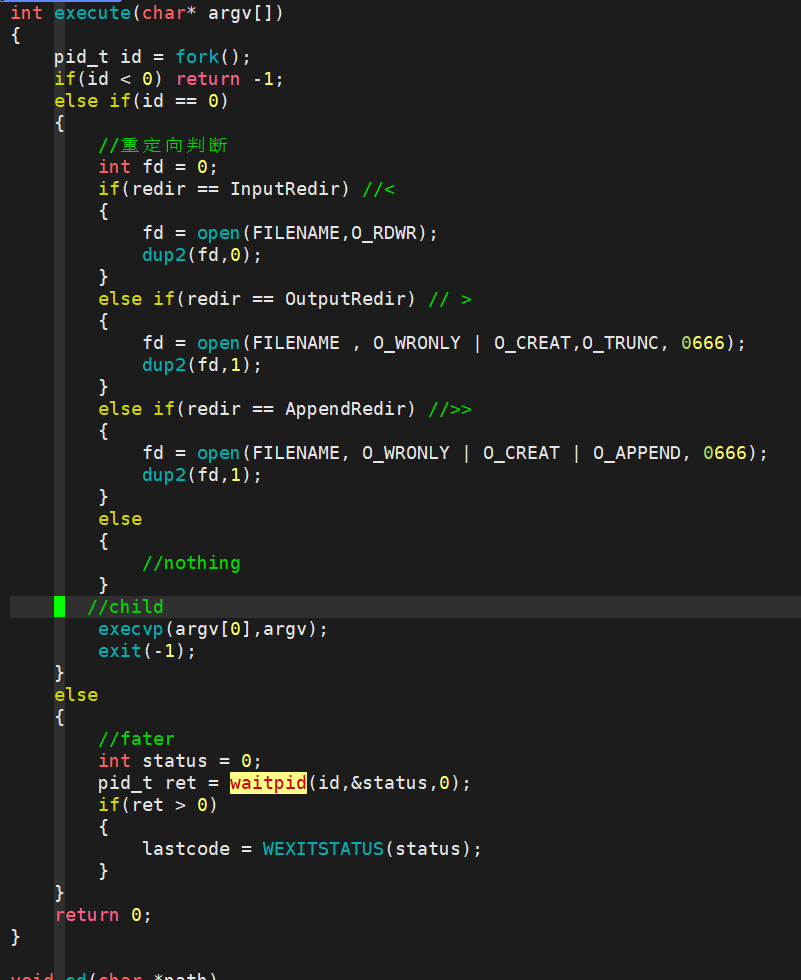 int execute(char* argv[])
{
    pid_t id = fork();
    if(id < 0) return -1;
    else if(id == 0)
    {
        //重定向判断
        int fd = 0;
        if(redir == InputRedir) //<
        {
            fd = open(FILENAME,O_RDWR);
            dup2(fd,0);
        }
        else if(redir == OutputRedir) // >
        {
            fd = open(FILENAME , O_WRONLY | O_CREAT,O_TRUNC, 0666);
            dup2(fd,1);
        }
        else if(redir == AppendRedir) //>>
        {
            fd = open(FILENAME, O_WRONLY | O_CREAT | O_APPEND, 0666);
            dup2(fd,1);
        }
        else
        {
            //nothing
        }
       //child
        execvp(argv[0],argv);
        exit(-1);
    }
    else
    {
        //fater
        int status = 0;
        pid_t ret = waitpid(id,&status,0);
        if(ret > 0)
        {
            lastcode = WEXITSTATUS(status);
        }
    }
    return 0;
}
void cd(char *path)